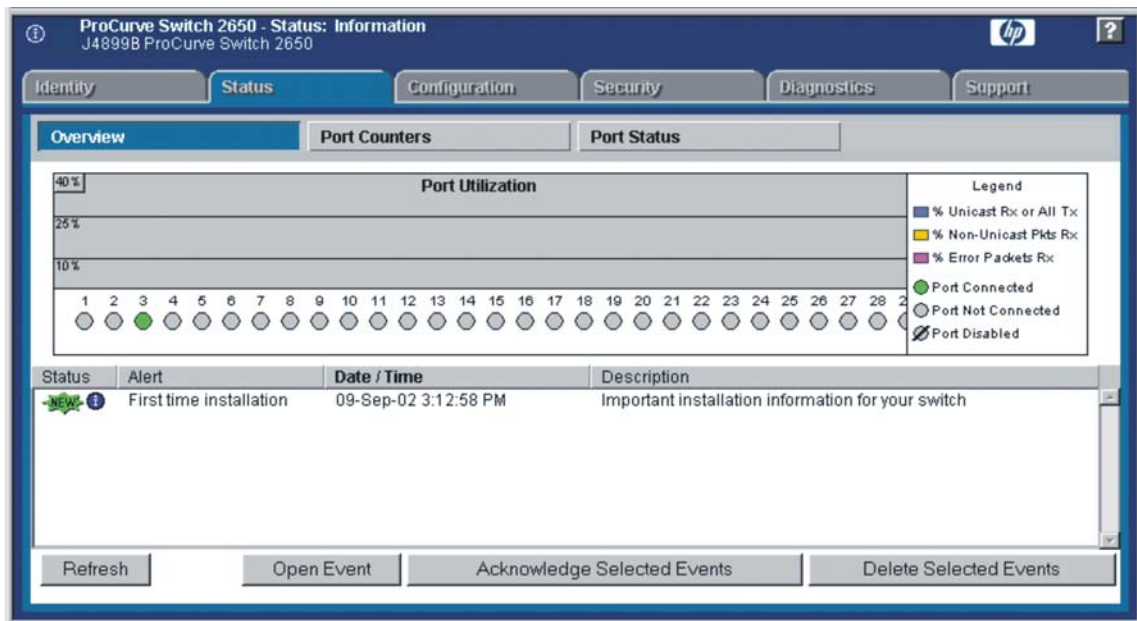 ProCurve Switch 2650 - Status: Information
J4899B ProCurve Switch 2650
hp
?
Identity Status Configuration Security Diagnostics Support
Overview Port Counters Port Status
40 % Port Utilization
25 %
10 %
1 2 3 4 5 6 7 8 9 10 11 12 13 14 15 16 17 18 19 20 21 22 23 24 25 26 27 28 2
Legend
% Unicast Rx or All Tx
% Non-Unicast Pkts Rx
% Error Packets Rx
Port Connected
Port Not Connected
Port Disabled
Status Alert Date / Time Description
NEW! First time installation 09-Sep-02 3:12:58 PM Important installation information for your switch
Refresh Open Event Acknowledge Selected Events Delete Selected Events